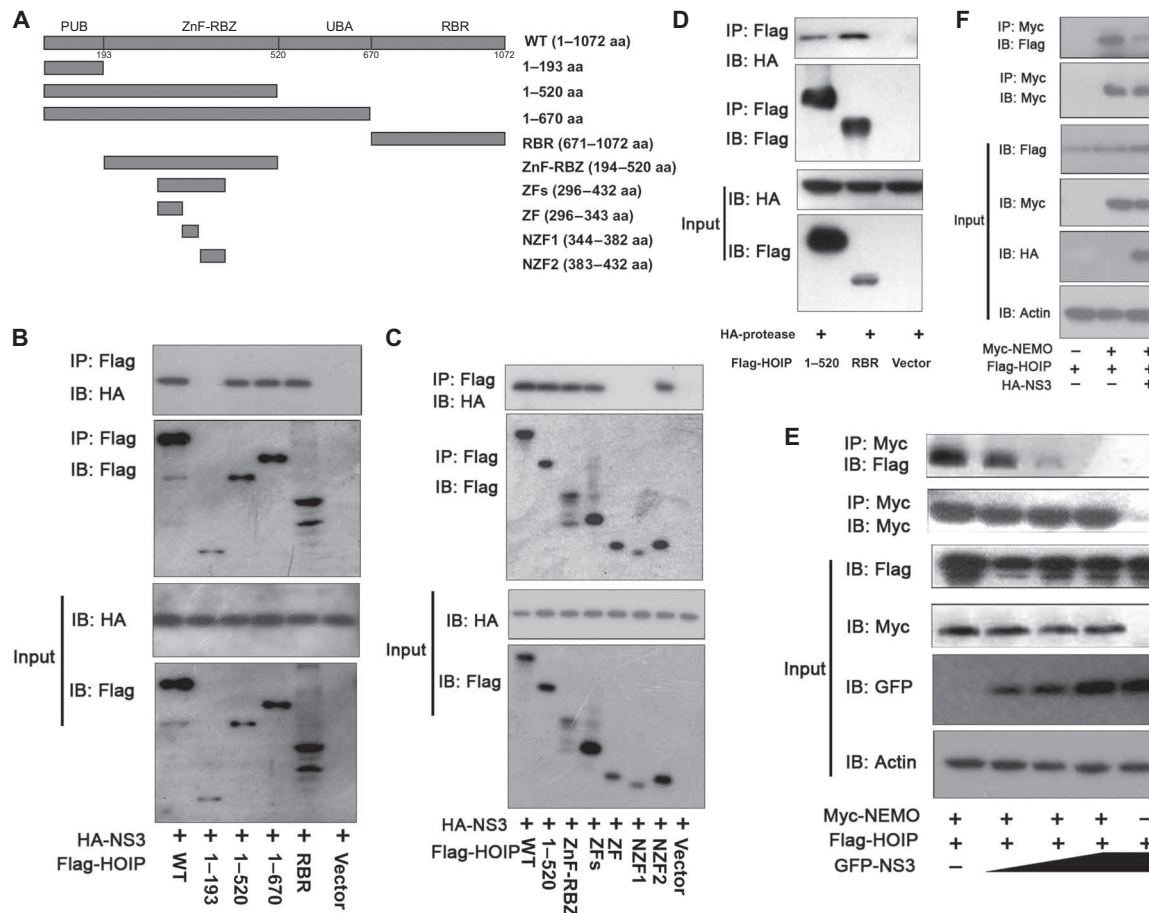 A
PUB ZnF-RBZ UBA RBR
193 520 670 1072
WT (1–1072 aa)
1–193 aa
1–520 aa
1–670 aa
RBR (671–1072 aa)
ZnF-RBZ (194–520 aa)
ZFs (296–432 aa)
ZF (296–343 aa)
NZF1 (344–382 aa)
NZF2 (383–432 aa)
B
IP: Flag
IB: HA
IP: Flag
IB: Flag
Input
IB: HA
IB: Flag
HA-NS3 + + + + + +
Flag-HOIP WT 1–193 1–520 1–670 RBR Vector
C
IP: Flag
IB: HA
IP: Flag
IB: Flag
Input
IB: HA
IB: Flag
HA-NS3 + + + + + + + +
Flag-HOIP WT 1–520 ZnF-RBZ ZFs ZF NZF1 NZF2 Vector
D
IP: Flag
IB: HA
IP: Flag
IB: Flag
Input
IB: HA
IB: Flag
HA-protease + + +
Flag-HOIP 1–520 RBR Vector
F
IP: Myc
IB: Flag
IP: Myc
IB: Myc
Input
IB: Flag
IB: Myc
IB: HA
IB: Actin
Myc-NEMO – + +
Flag-HOIP + + +
HA-NS3 – – +
E
IP: Myc
IB: Flag
IP: Myc
IB: Myc
Input
IB: Flag
IB: Myc
IB: GFP
IB: Actin
Myc-NEMO + + + + –
Flag-HOIP + + + + +
GFP-NS3 –